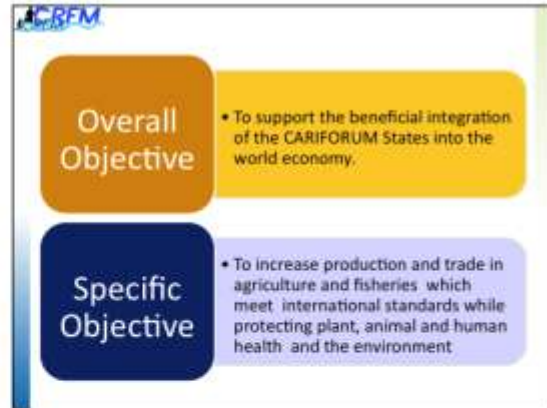 CRFM
Overall
Objective
• To support the beneficial integration
of the CARIFORUM States into the
world economy.
Specific
Objective
• To increase production and trade in
agriculture and fisheries which
meet international standards while
protecting plant, animal and human
health and the environment